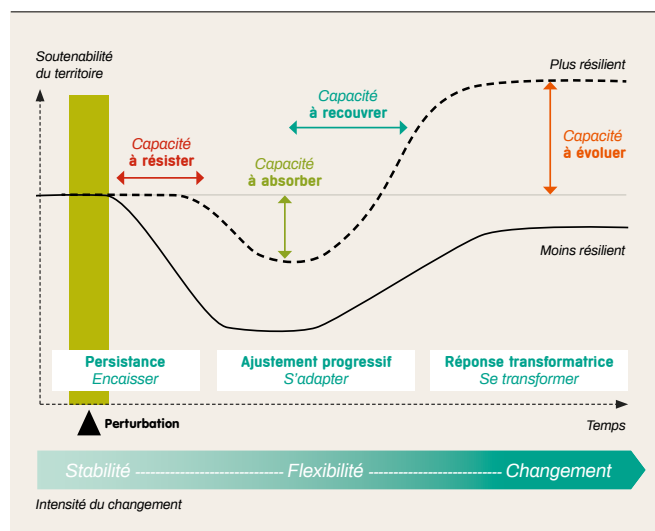 Soutenabilité
du territoire
Plus résilient
Capacité
à recouvrer
Capacité
à résister
Capacité
à absorber
Capacité
à évoluer
Moins résilient
Persistance
Encaisser
Ajustement progressif
S'adapter
Réponse transformatrice
Se transformer
Perturbation
Temps
Stabilité
Flexibilité
Changement
Intensité du changement